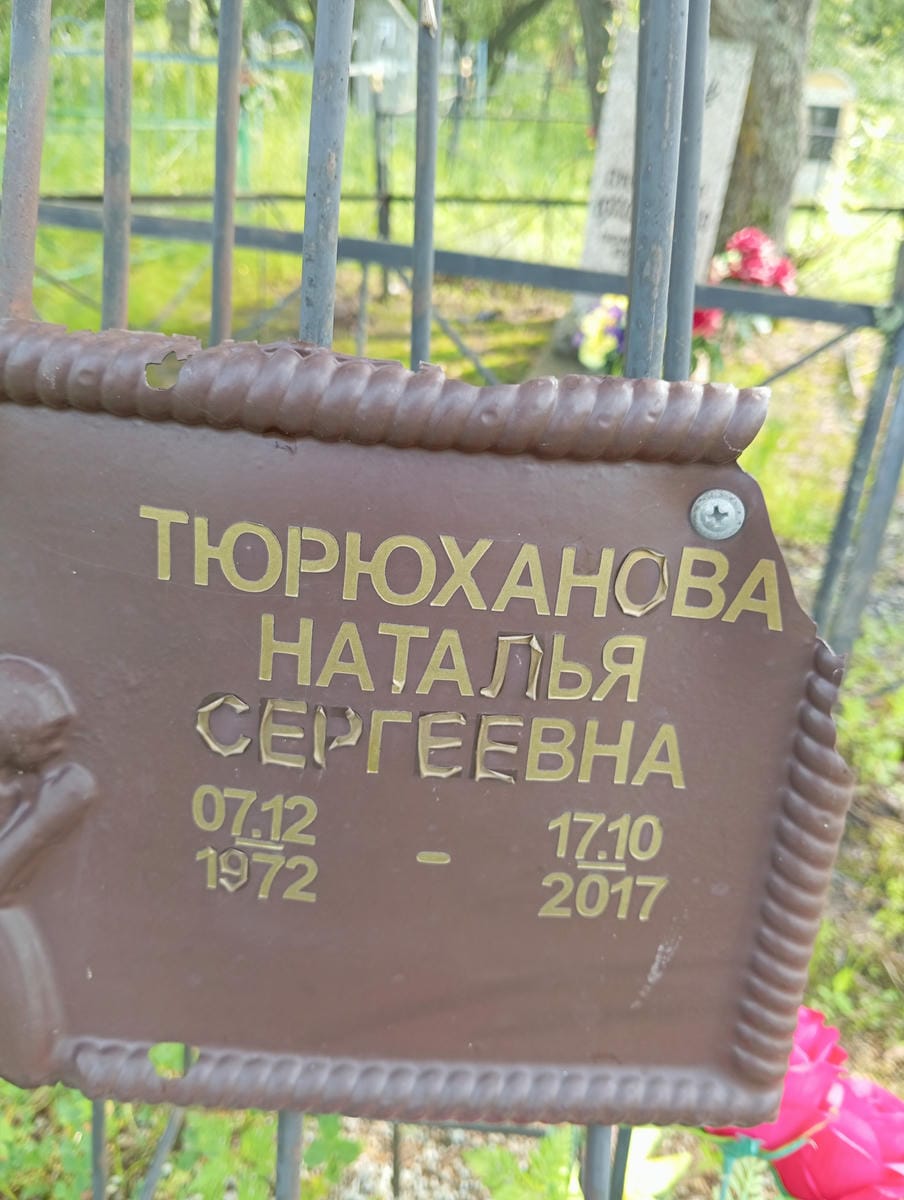 ТЮРЮХАНОВА
НАТАЛЬЯ
СЕРГЕЕВНА
07.12 – 17.10
1972 2017